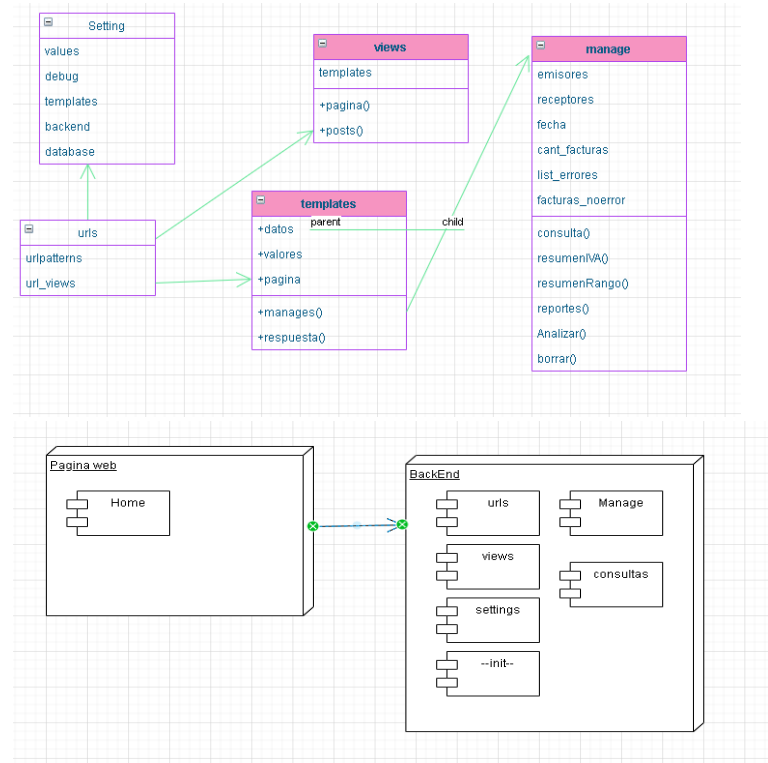 Setting
values
debug
templates
backend
database
views
templates
+pagina()
+posts()
manage
emisores
receptores
fecha
cant_facturas
list_errores
facturas_noerror
consulta()
resumenIVA()
resumenRango()
reportes()
Analizar()
borrar()
urls
urlpatterns
url_views
templates
parent
child
+datos
+valores
+pagina
+manages()
+respuesta()
Pagina web
Home
BackEnd
urls
Manage
views
consultas
settings
--init--